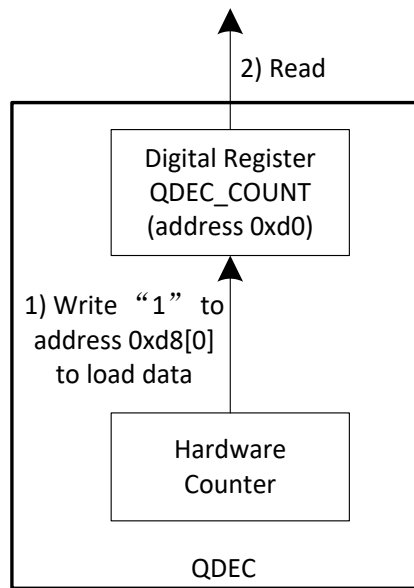 2) Read
Digital Register
QDEC_COUNT
(address 0xd0)
1) Write “1” to
address 0xd8[0]
to load data
Hardware
Counter
QDEC